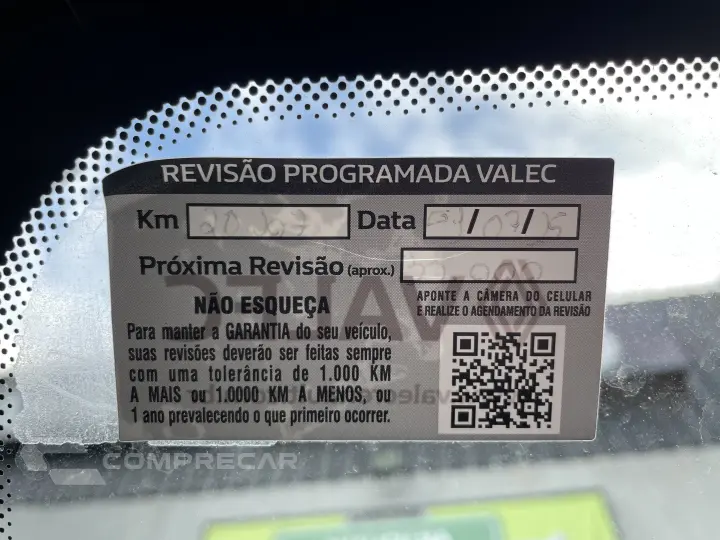 REVISÃO PROGRAMADA VALEC
Km Data / 07 /
Próxima Revisão (aprox.)
NÃO ESQUEÇA
Para manter a GARANTIA do seu veículo,
suas revisões deverão ser feitas sempre
com uma tolerância de 1.000 KM
A MAIS ou 1.0000 KM A MENOS, ou
1 ano prevalecendo o que primeiro ocorrer.
APONTE A CÂMERA DO CELULAR
E REALIZE O AGENDAMENTO DA REVISÃO
VALEC
COMPRECAR